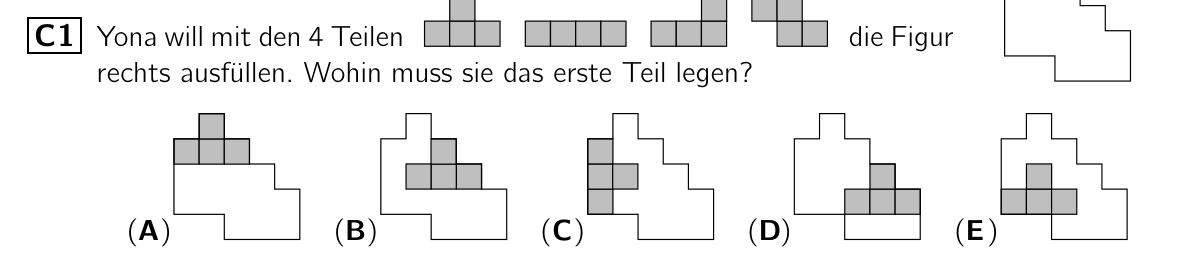 C1 Yona will mit den 4 Teilen die Figur
rechts ausfüllen. Wohin muss sie das erste Teil legen?
(A) (B) (C) (D) (E)